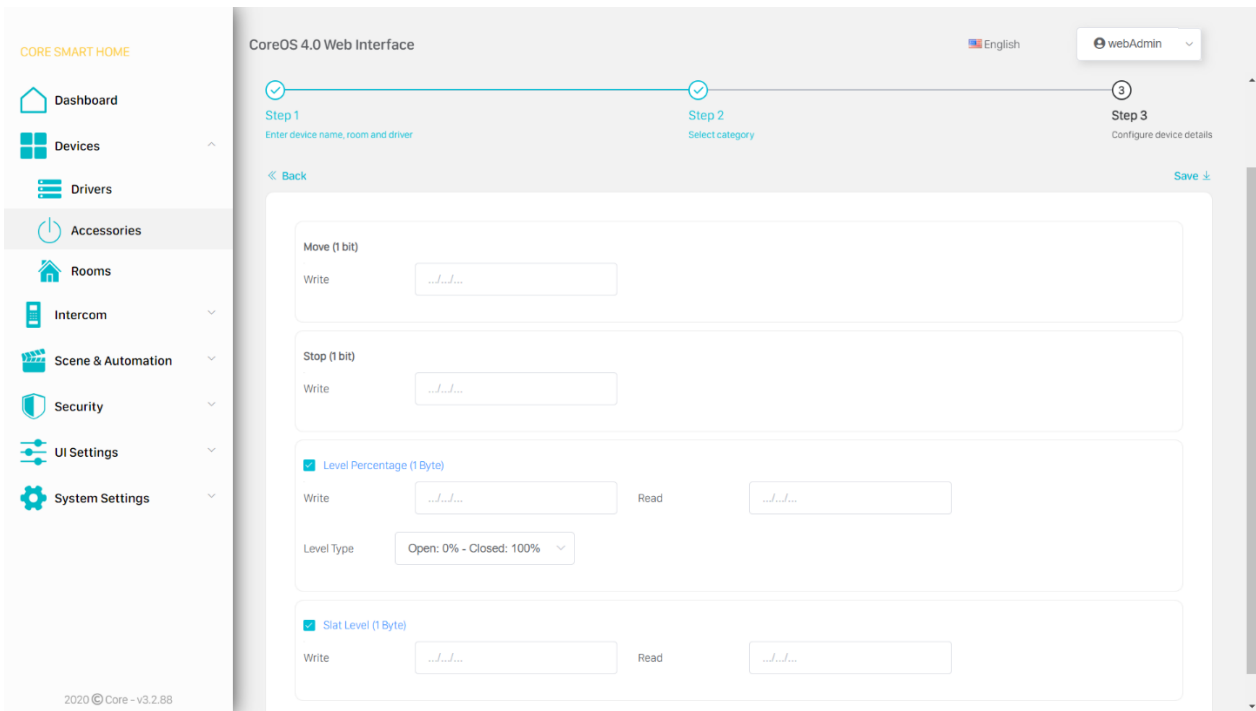 CORE SMART HOME
CoreOS 4.0 Web Interface
English
webAdmin
Dashboard
Devices
Drivers
Accessories
Rooms
Intercom
Scene & Automation
Security
UI Settings
System Settings
2020 © Core - v3.2.88
Step 1
Enter device name, room and driver
Step 2
Select category
3
Step 3
Configure device details
Back
Save
Move (1 bit)
Write .../.../...
Stop (1 bit)
Write .../.../...
Level Percentage (1 Byte)
Write .../.../... Read .../.../...
Level Type Open: 0% - Closed: 100%
Slat Level (1 Byte)
Write .../.../... Read .../.../...